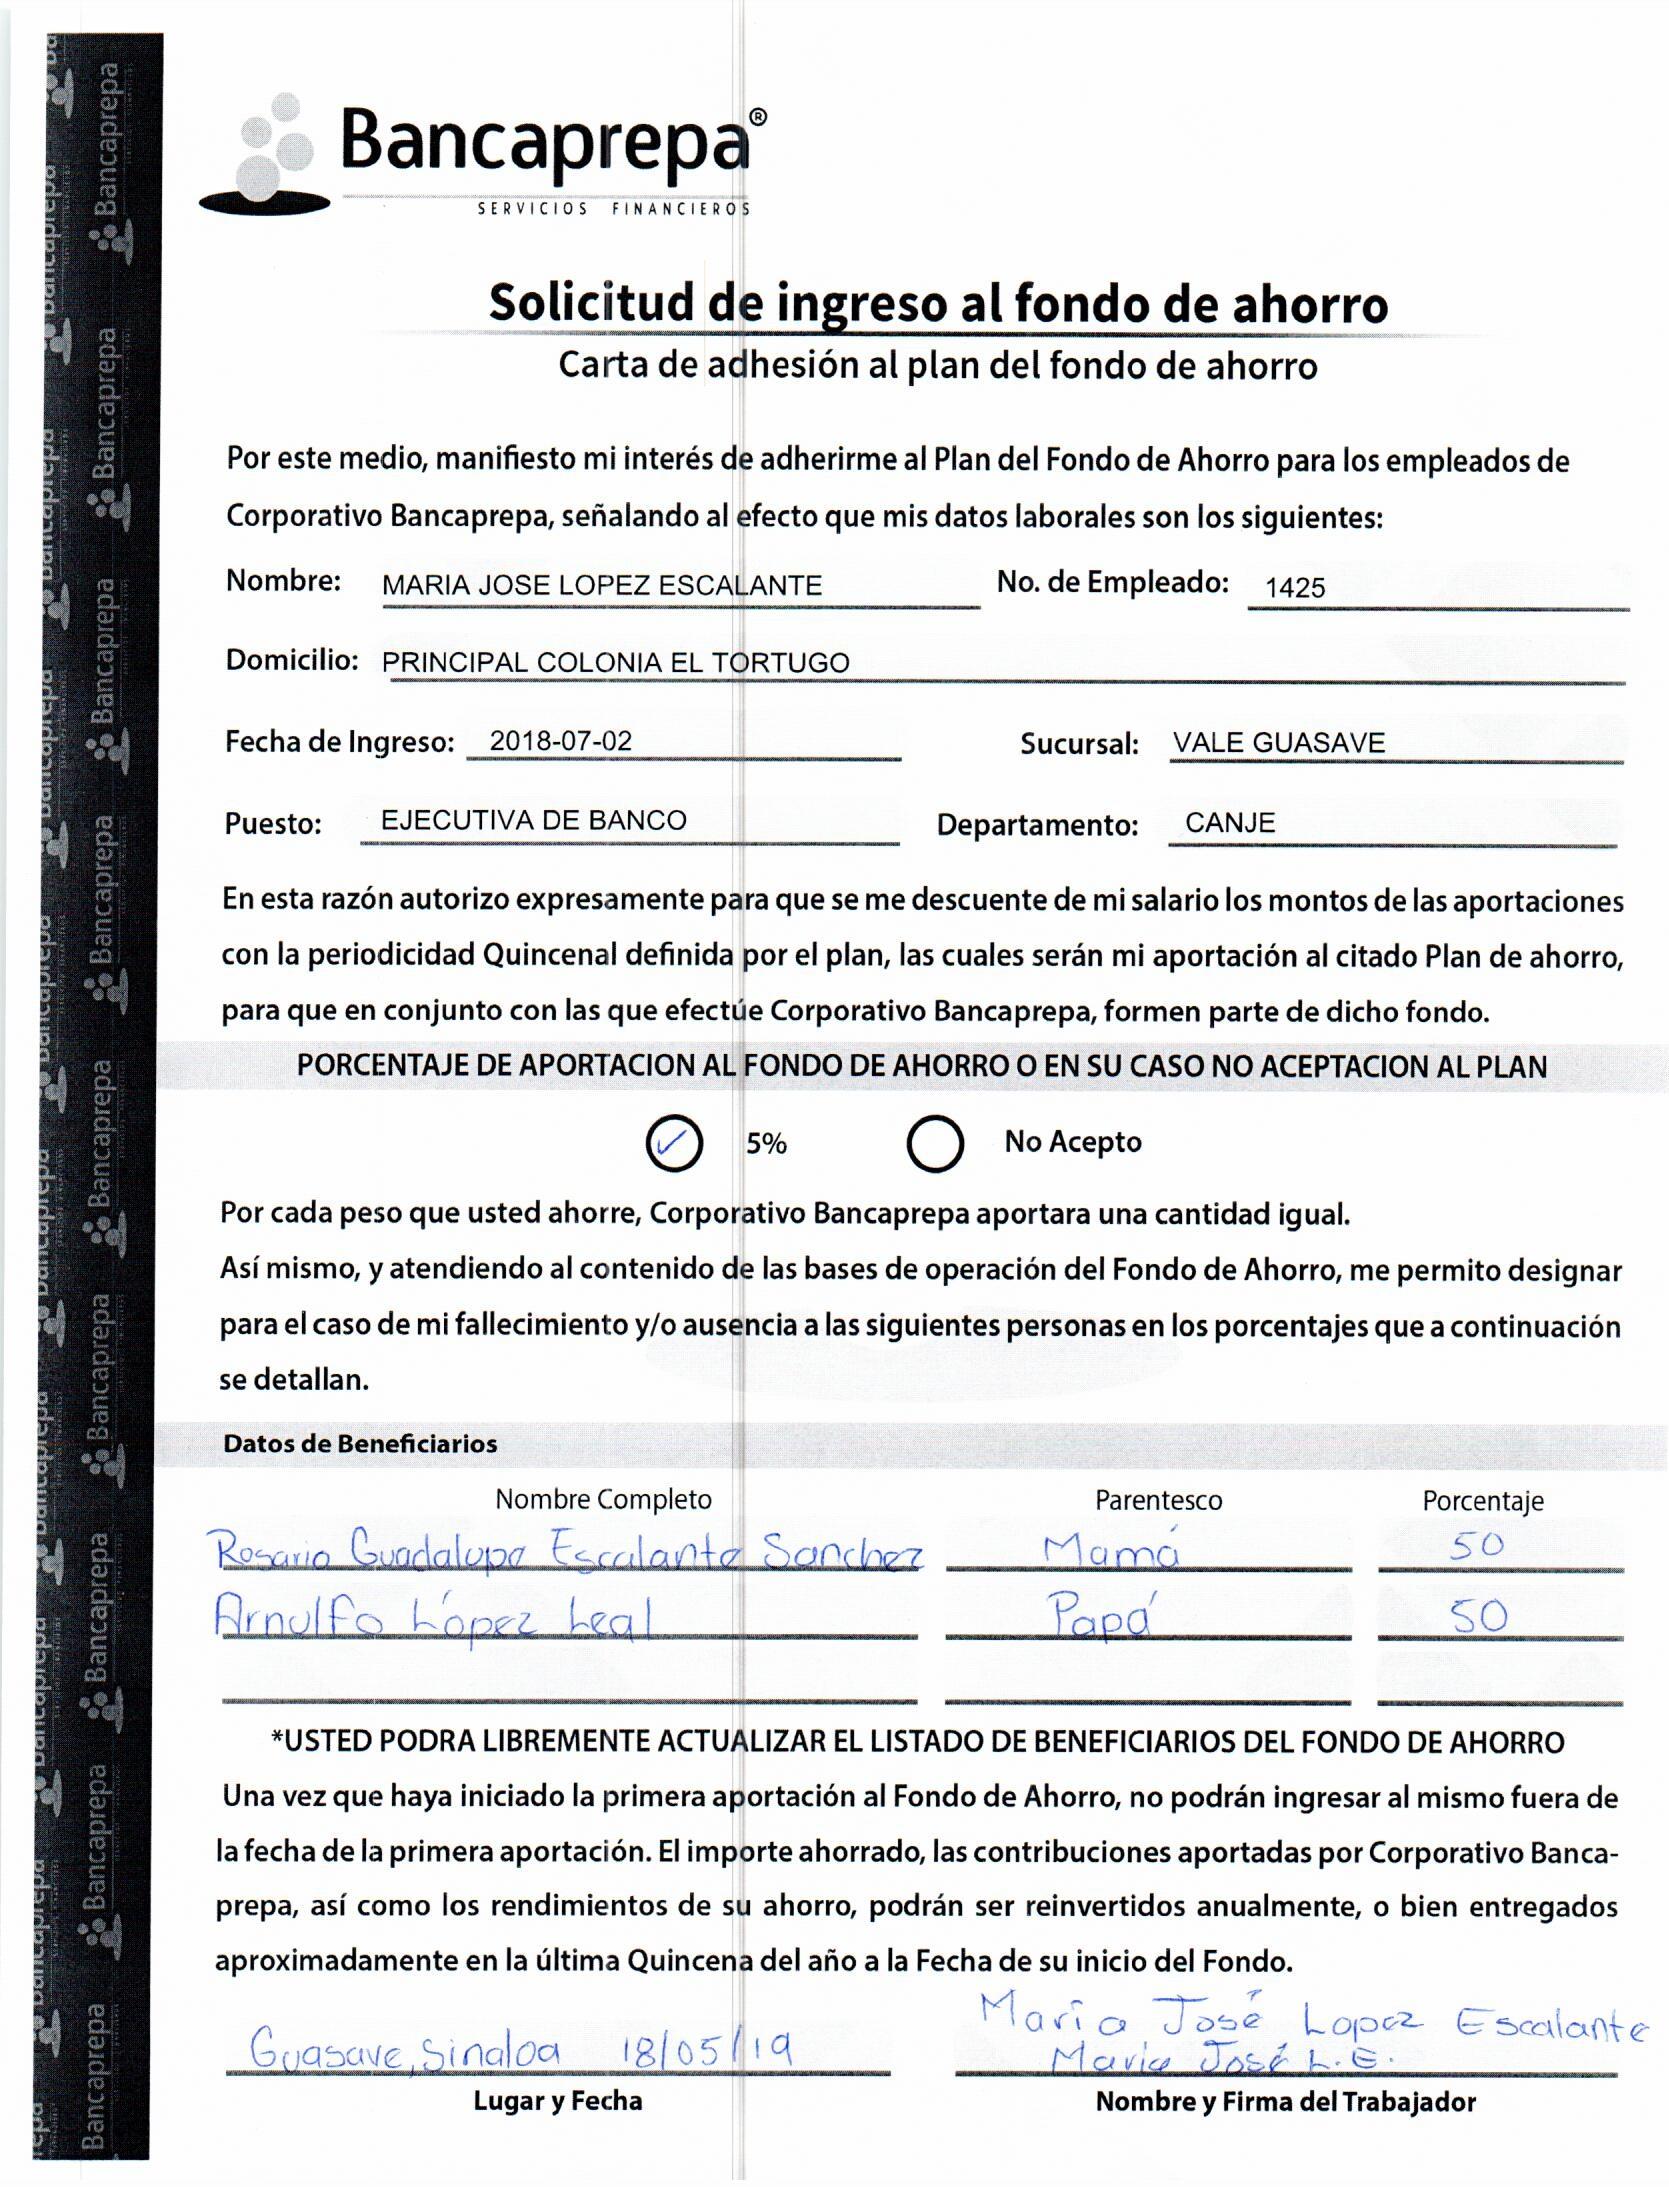 Bancaprepa®
SERVICIOS FINANCIEROS
Solicitud de ingreso al fondo de ahorro
Carta de adhesión al plan del fondo de ahorro
Por este medo, manifiesto mi interés de adherirme al Plan del Fondo de Ahorro para los empleados de
Corporativo Bancaprepa, señalando al efecto que mis datos laborales son los siguientes:
Nombre: MARIA JOSE LOPEZ ESCALANTE No. de Empleado: 1425
Domicilio: PRINCIPAL COLONIA EL TORTUGO
Fecha de Ingreso: 2018-07-02 Sucursal: VALE GUASAVE
Puesto: EJECUTIVA DE BANCO Departamento: CANJE
En esta razón autorizo expresamente para que se me descuente de mi salario los montos de las aportaciones
con la periodicidad Quincenal definida por el plan, las cuales serán mi aportación al citado Plan de ahorro,
para que en conjunto con las que efectúe Corporativo Bancaprepa, formen parte de dicho fondo.
PORCENTAJE DE APORTACION AL FONDO DE AHORRO O EN SU CASO NO ACEPTACION AL PLAN
✓ 5% No Acepto
Por cada peso que usted ahorre, Corporativo Bancaprepa aportara una cantidad igual.
Así mismo, y atendiendo al contenido de las bases de operación del Fondo de Ahorro, me permito designar
para el caso de mi fallecimiento y/o ausencia a las siguientes personas en los porcentajes que a continuación
se detallan.
Datos de Beneficiarios
Nombre Completo Parentesco Porcentaje
Rosario Guadalupe Escalante Sanchez Mamá 50
Arnulfo López Leal Papá 50
*USTED PODRA LIBREMENTE ACTUALIZAR EL LISTADO DE BENEFICIARIOS DEL FONDO DE AHORRO
Una vez que haya iniciado la primera aportación al Fondo de Ahorro, no podrán ingresar al mismo fuera de
la fecha de la primera aportación. El importe ahorrado, las contribuciones aportadas por Corporativo Banca-
prepa, así como los rendimientos de su ahorro, podrán ser reinvertidos anualmente, o bien entregados
aproximadamente en la última Quincena del año a la Fecha de su inicio del Fondo.
María José Lopez Escalante
Guasave, Sinaloa 18/05/19 María José L.E.
Lugar y Fecha Nombre y Firma del Trabajador